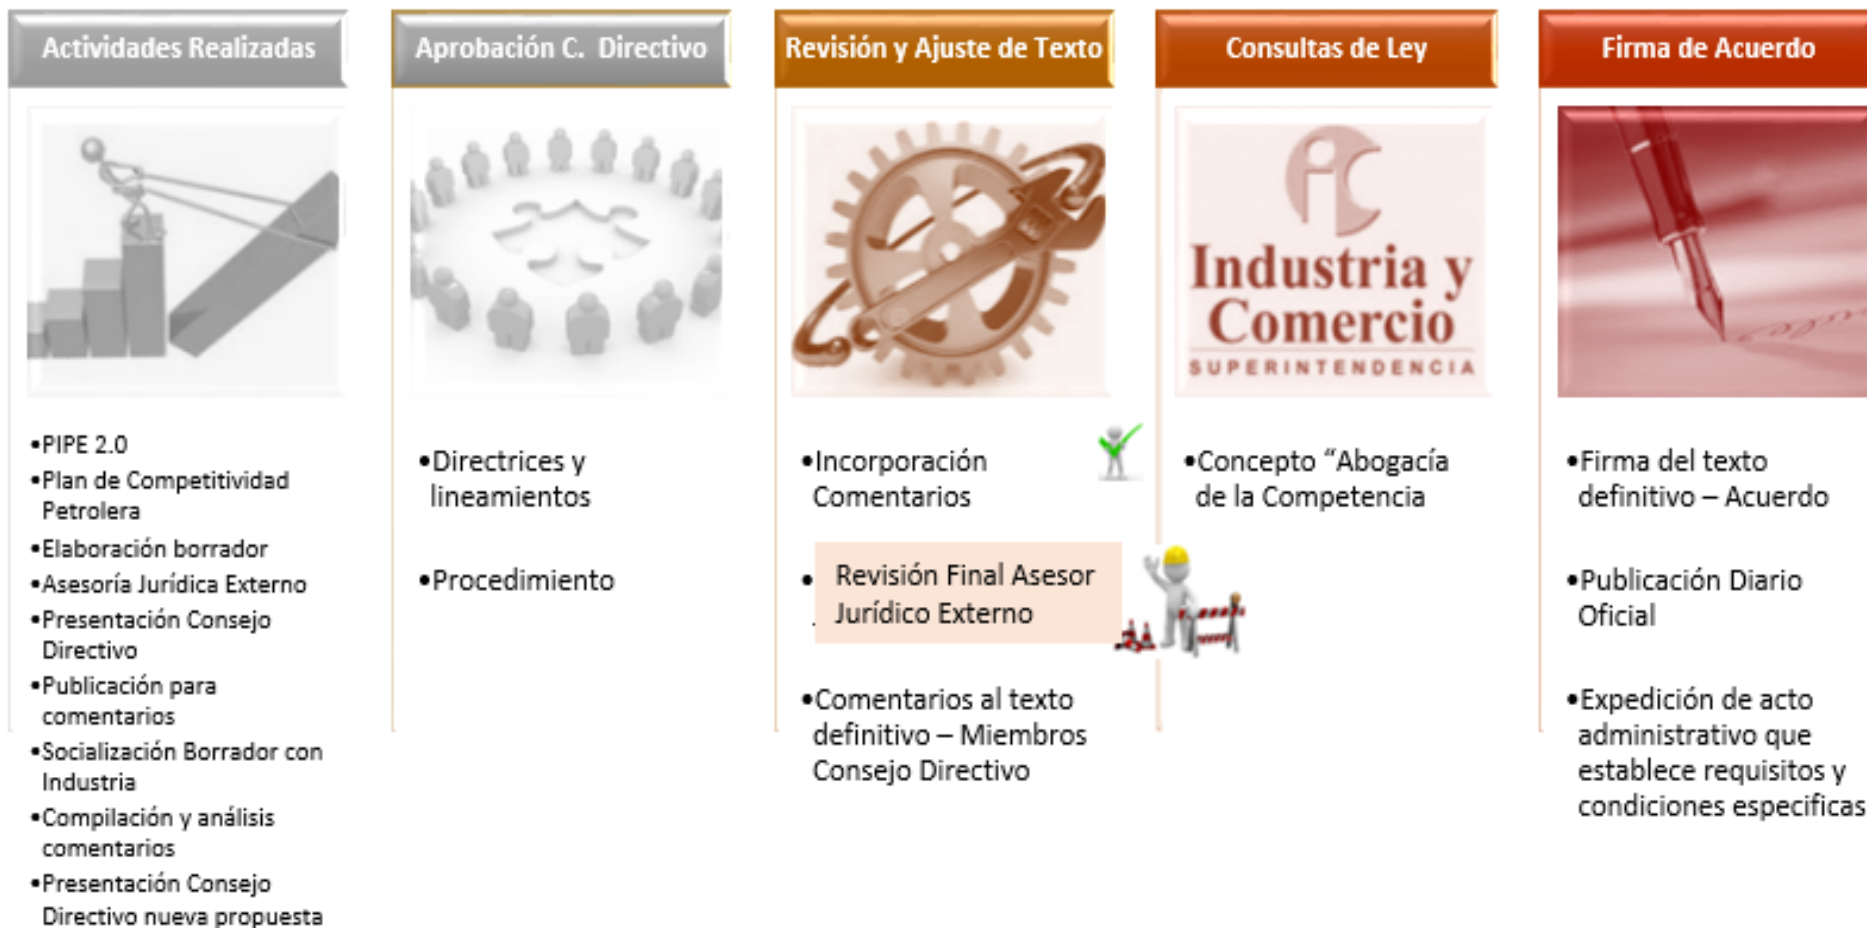 Actividades Realizadas
•PIPE 2.0
•Plan de Competitividad
Petrolera
•Elaboración borrador
•Asesoría Jurídica Externo
•Presentación Consejo
Directivo
•Publicación para
comentarios
•Socialización Borrador con
Industria
•Compilación y análisis
comentarios
•Presentación Consejo
Directivo nueva propuesta
Aprobación C. Directivo
•Directrices y
lineamientos
•Procedimiento
Revisión y Ajuste de Texto
•Incorporación
Comentarios
• Revisión Final Asesor
Jurídico Externo
•Comentarios al texto
definitivo – Miembros
Consejo Directivo
Consultas de Ley
Industria y
Comercio
SUPERINTENDENCIA
•Concepto “Abogacía
de la Competencia
Firma de Acuerdo
•Firma del texto
definitivo – Acuerdo
•Publicación Diario
Oficial
•Expedición de acto
administrativo que
establece requisitos y
condiciones especificas